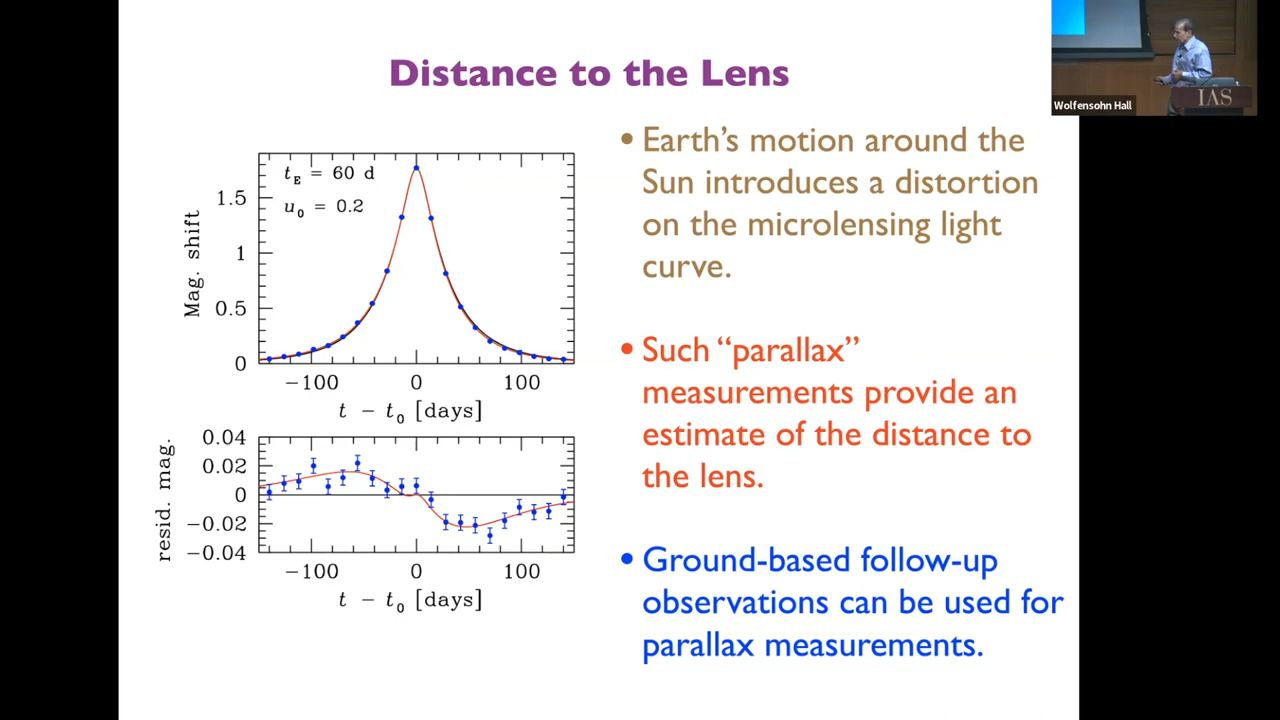 Distance to the Lens
Wolfensohn Hall
IAS
t_E = 60 d
u_0 = 0.2
Mag. shift
1.5
1
0.5
0
−100 0 100
t − t_0 [days]
resid. mag.
0.04
0.02
0
−0.02
−0.04
−100 0 100
t − t_0 [days]
• Earth’s motion around the
Sun introduces a distortion
on the microlensing light
curve.
• Such “parallax”
measurements provide an
estimate of the distance to
the lens.
• Ground-based follow-up
observations can be used for
parallax measurements.